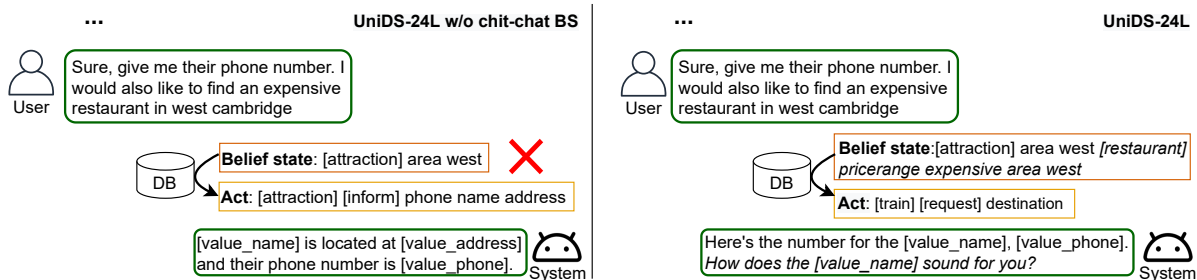 ...
UniDS-24L w/o chit-chat BS
Sure, give me their phone number. I
would also like to find an expensive
restaurant in west cambridge
User
Belief state: [attraction] area west
DB
Act: [attraction] [inform] phone name address
[value_name] is located at [value_address]
and their phone number is [value_phone].
System
...
UniDS-24L
Sure, give me their phone number. I
would also like to find an expensive
restaurant in west cambridge
User
Belief state:[attraction] area west [restaurant]
pricerange expensive area west
DB
Act: [train] [request] destination
Here's the number for the [value_name], [value_phone].
How does the [value_name] sound for you?
System